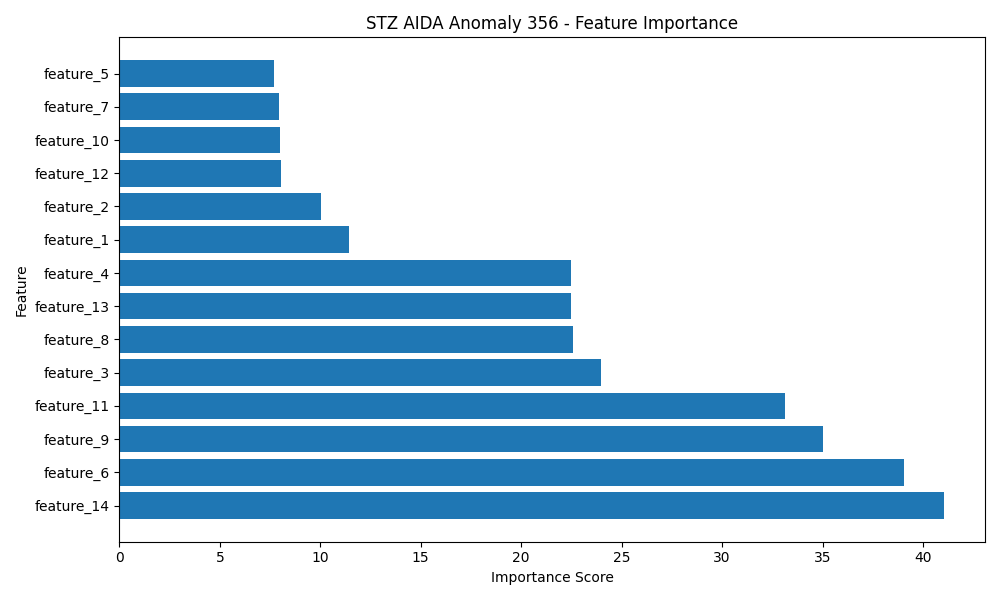 STZ AIDA Anomaly 356 - Feature Importance
Feature
feature_5
feature_7
feature_10
feature_12
feature_2
feature_1
feature_4
feature_13
feature_8
feature_3
feature_11
feature_9
feature_6
feature_14
0 5 10 15 20 25 30 35 40
Importance Score